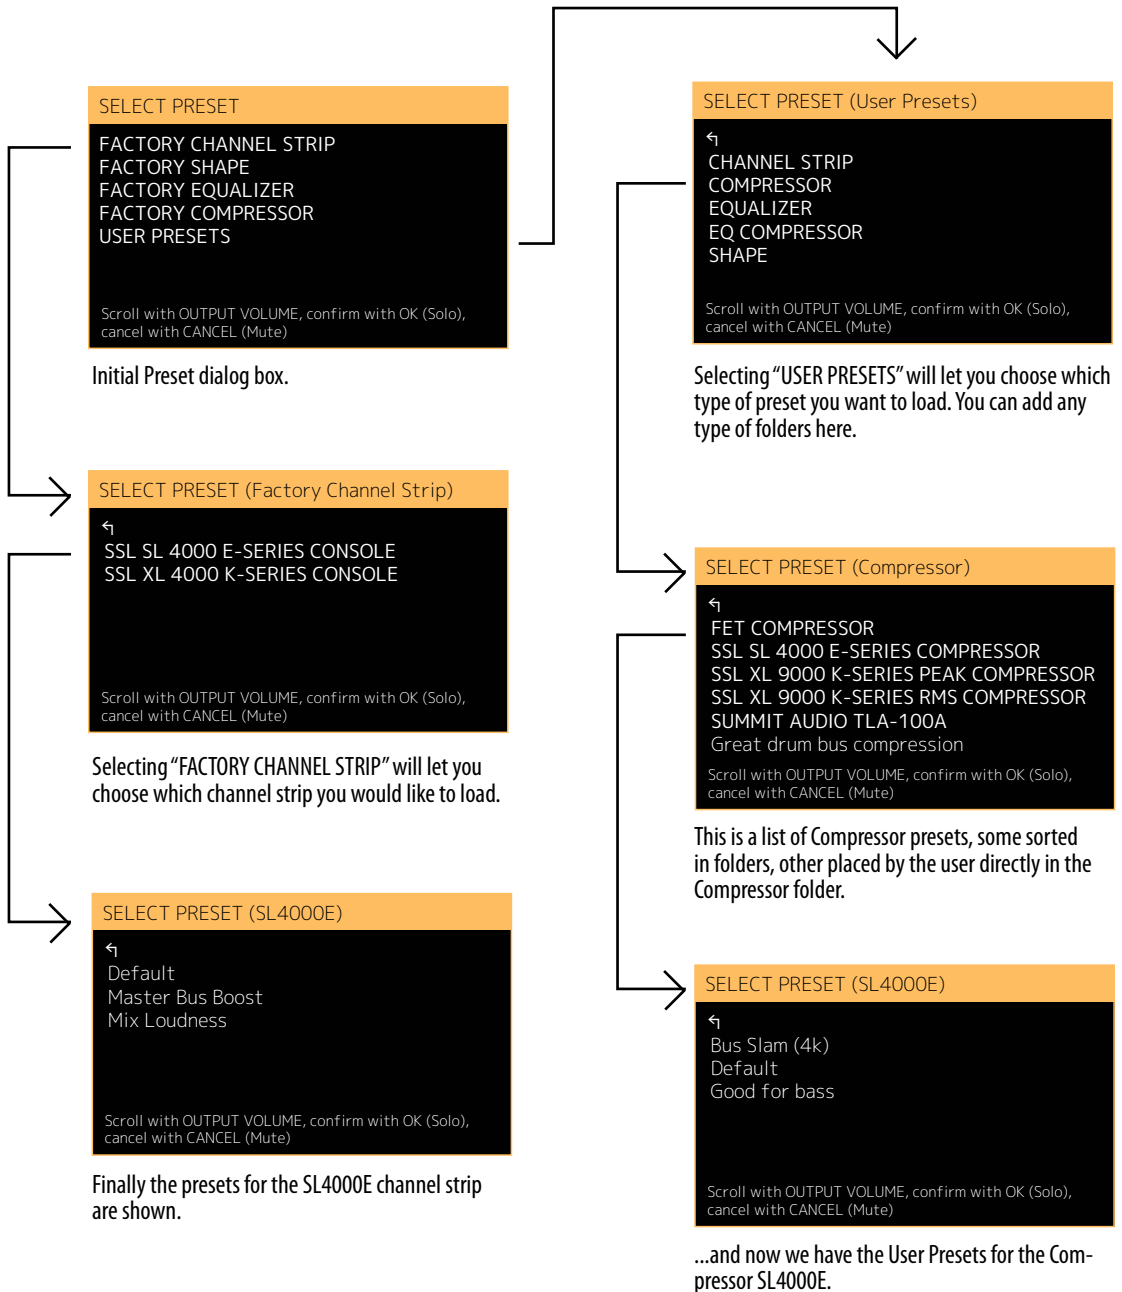 SELECT PRESET
FACTORY CHANNEL STRIP
FACTORY SHAPE
FACTORY EQUALIZER
FACTORY COMPRESSOR
USER PRESETS
Scroll with OUTPUT VOLUME, confirm with OK (Solo),
cancel with CANCEL (Mute)
Initial Preset dialog box.
SELECT PRESET (Factory Channel Strip)
SSL SL 4000 E-SERIES CONSOLE
SSL XL 4000 K-SERIES CONSOLE
Scroll with OUTPUT VOLUME, confirm with OK (Solo),
cancel with CANCEL (Mute)
Selecting “FACTORY CHANNEL STRIP” will let you
choose which channel strip you would like to load.
SELECT PRESET (SL4000E)
Default
Master Bus Boost
Mix Loudness
Scroll with OUTPUT VOLUME, confirm with OK (Solo),
cancel with CANCEL (Mute)
Finally the presets for the SL4000E channel strip
are shown.
SELECT PRESET (User Presets)
CHANNEL STRIP
COMPRESSOR
EQUALIZER
EQ COMPRESSOR
SHAPE
Scroll with OUTPUT VOLUME, confirm with OK (Solo),
cancel with CANCEL (Mute)
Selecting “USER PRESETS” will let you choose which
type of preset you want to load. You can add any
type of folders here.
SELECT PRESET (Compressor)
FET COMPRESSOR
SSL SL 4000 E-SERIES COMPRESSOR
SSL XL 9000 K-SERIES PEAK COMPRESSOR
SSL XL 9000 K-SERIES RMS COMPRESSOR
SUMMIT AUDIO TLA-100A
Great drum bus compression
Scroll with OUTPUT VOLUME, confirm with OK (Solo),
cancel with CANCEL (Mute)
This is a list of Compressor presets, some sorted
in folders, other placed by the user directly in the
Compressor folder.
SELECT PRESET (SL4000E)
Bus Slam (4k)
Default
Good for bass
Scroll with OUTPUT VOLUME, confirm with OK (Solo),
cancel with CANCEL (Mute)
...and now we have the User Presets for the Com-
pressor SL4000E.